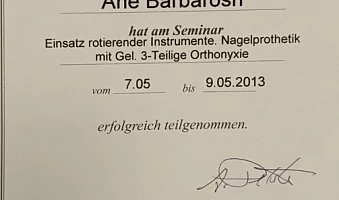 Arie Barbarosh
hat am Seminar
Einsatz rotierender Instrumente. Nagelprothetik
mit Gel. 3-Teilige Orthonyxie
vom 7.05 bis 9.05.2013
erfolgreich teilgenommen.